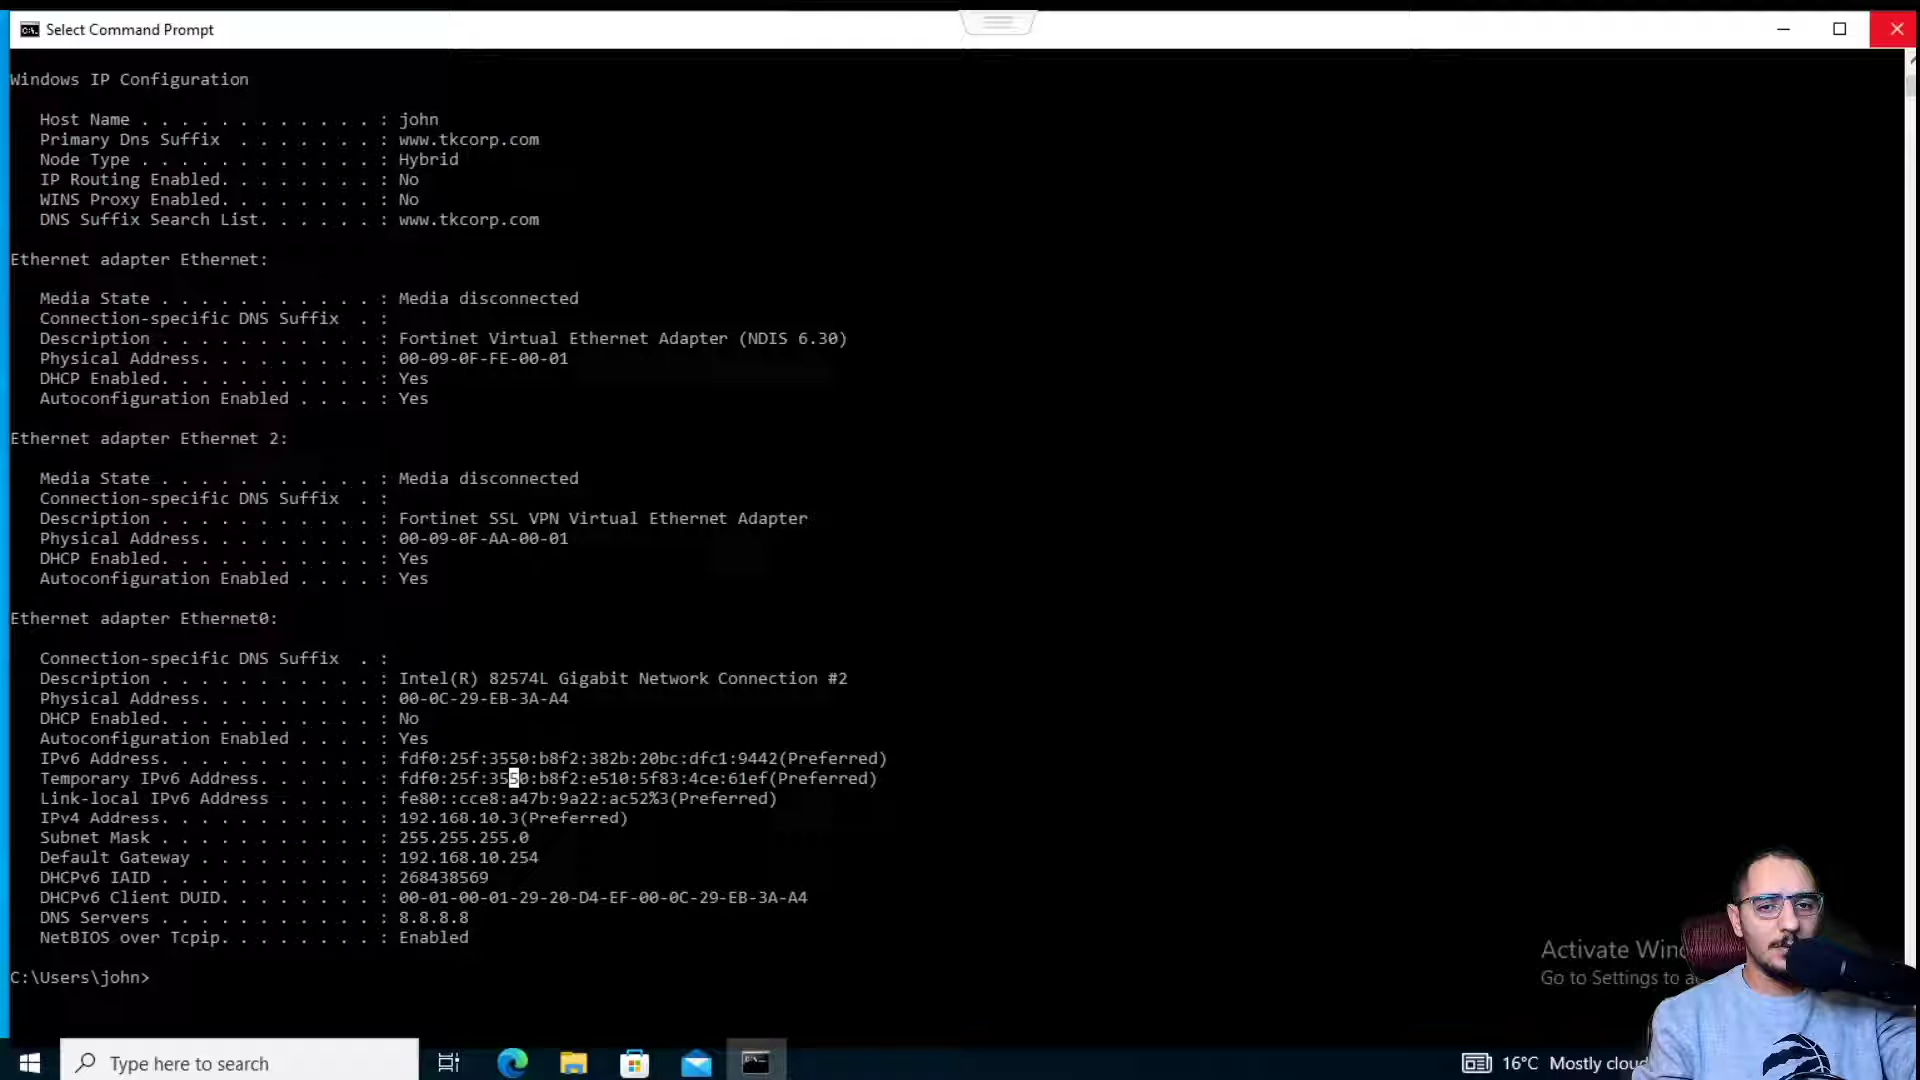 Select Command Prompt
Windows IP Configuration
Host Name . . . . . . . . . . . . : john
Primary Dns Suffix  . . . . . . . : www.tkcorp.com
Node Type . . . . . . . . . . . . : Hybrid
IP Routing Enabled. . . . . . . . : No
WINS Proxy Enabled. . . . . . . . : No
DNS Suffix Search List. . . . . . : www.tkcorp.com
Ethernet adapter Ethernet:
Media State . . . . . . . . . . . : Media disconnected
Connection-specific DNS Suffix  . :
Description . . . . . . . . . . . : Fortinet Virtual Ethernet Adapter (NDIS 6.30)
Physical Address. . . . . . . . . : 00-09-0F-FE-00-01
DHCP Enabled. . . . . . . . . . . : Yes
Autoconfiguration Enabled . . . . : Yes
Ethernet adapter Ethernet 2:
Media State . . . . . . . . . . . : Media disconnected
Connection-specific DNS Suffix  . :
Description . . . . . . . . . . . : Fortinet SSL VPN Virtual Ethernet Adapter
Physical Address. . . . . . . . . : 00-09-0F-AA-00-01
DHCP Enabled. . . . . . . . . . . : Yes
Autoconfiguration Enabled . . . . : Yes
Ethernet adapter Ethernet0:
Connection-specific DNS Suffix  . :
Description . . . . . . . . . . . : Intel(R) 82574L Gigabit Network Connection #2
Physical Address. . . . . . . . . : 00-0C-29-EB-3A-A4
DHCP Enabled. . . . . . . . . . . : No
Autoconfiguration Enabled . . . . : Yes
IPv6 Address. . . . . . . . . . . : fdf0:25f:3550:b8f2:382b:20bc:dfc1:9442(Preferred)
Temporary IPv6 Address. . . . . . : fdf0:25f:3550:b8f2:e510:5f83:4ce:61ef(Preferred)
Link-local IPv6 Address . . . . . : fe80::cce8:a47b:9a22:ac52%3(Preferred)
IPv4 Address. . . . . . . . . . . : 192.168.10.3(Preferred)
Subnet Mask . . . . . . . . . . . : 255.255.255.0
Default Gateway . . . . . . . . . : 192.168.10.254
DHCPv6 IAID . . . . . . . . . . . : 268438569
DHCPv6 Client DUID. . . . . . . . : 00-01-00-01-29-20-D4-EF-00-0C-29-EB-3A-A4
DNS Servers . . . . . . . . . . . : 8.8.8.8
NetBIOS over Tcpip. . . . . . . . : Enabled
C:\Users\john>
Activate
Go to Settings to
Type here to search
16°C Mostly